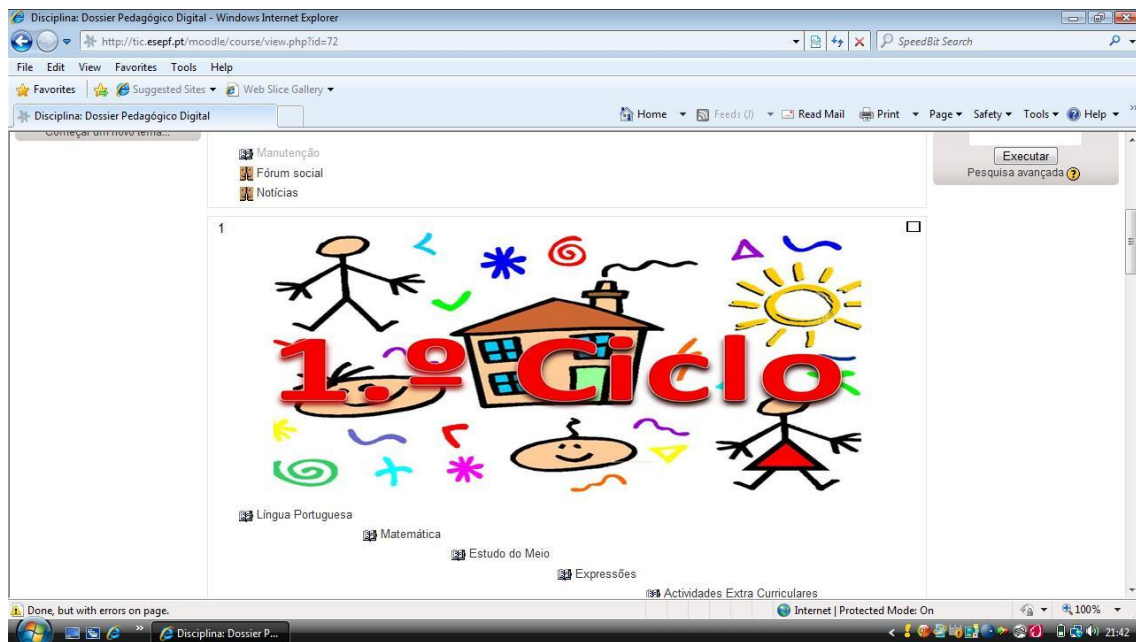 Disciplina: Dossier Pedagógico Digital - Windows Internet Explorer
http://tic.esepf.pt/moodle/course/view.php?id=72
SpeedBit Search
File Edit View Favorites Tools Help
Favorites Suggested Sites Web Slice Gallery
Disciplina: Dossier Pedagógico Digital
Home Feeds (J) Read Mail Print Page Safety Tools Help
Começar um novo tema...
Manutenção
Executar
Fórum social
Pesquisa avançada
Notícias
1
1.º Ciclo
Língua Portuguesa
Matemática
Estudo do Meio
Expressões
Actividades Extra Curriculares
Done, but with errors on page. Internet | Protected Mode: On 100%
Disciplina: Dossier P... 21:42